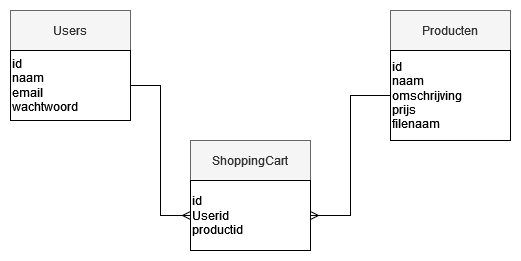 Users
id
naam
email
wachtwoord
Producten
id
naam
omschrijving
prijs
filenaam
ShoppingCart
id
Userid
productid